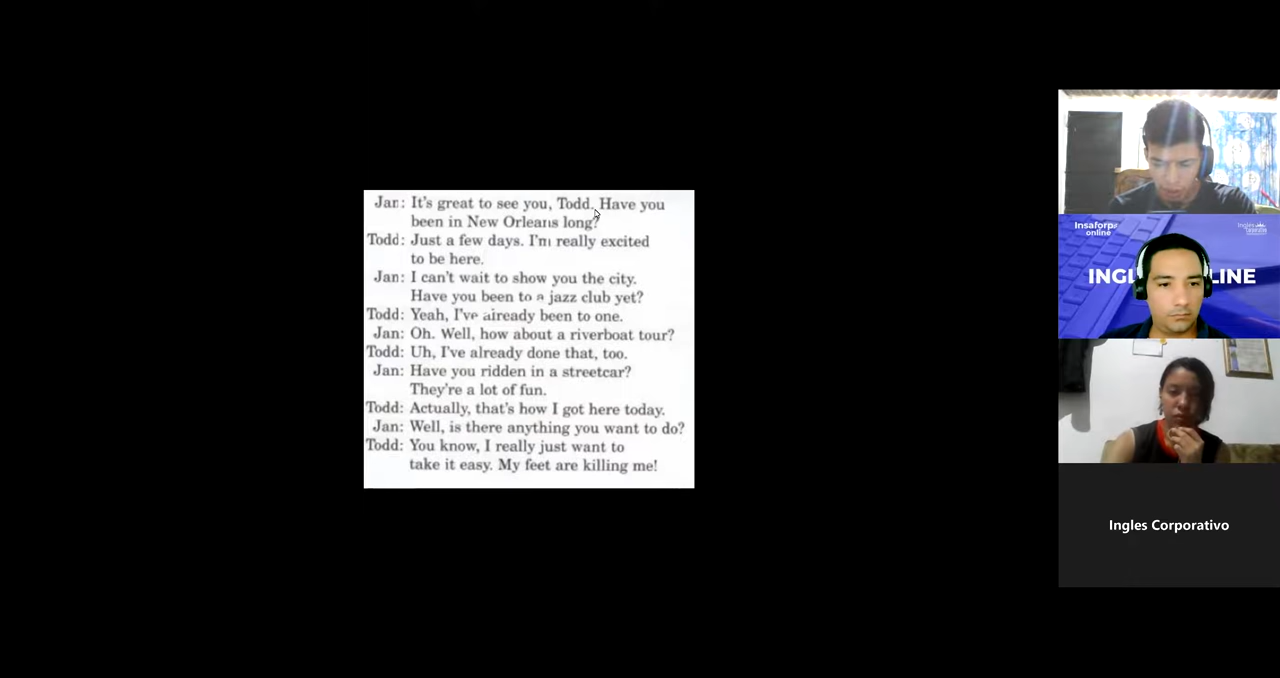 Jan: It's great to see you, Todd. Have you
been in New Orleans long?
Todd: Just a few days. I'm really excited
to be here.
Jan: I can't wait to show you the city.
Have you been to a jazz club yet?
Todd: Yeah, I've already been to one.
Jan: Oh. Well, how about a riverboat tour?
Todd: Uh, I've already done that, too.
Jan: Have you ridden in a streetcar?
They're a lot of fun.
Todd: Actually, that's how I got here today.
Jan: Well, is there anything you want to do?
Todd: You know, I really just want to
take it easy. My feet are killing me!
Insaforp
online
INGL LINE
Ingles Corporativo